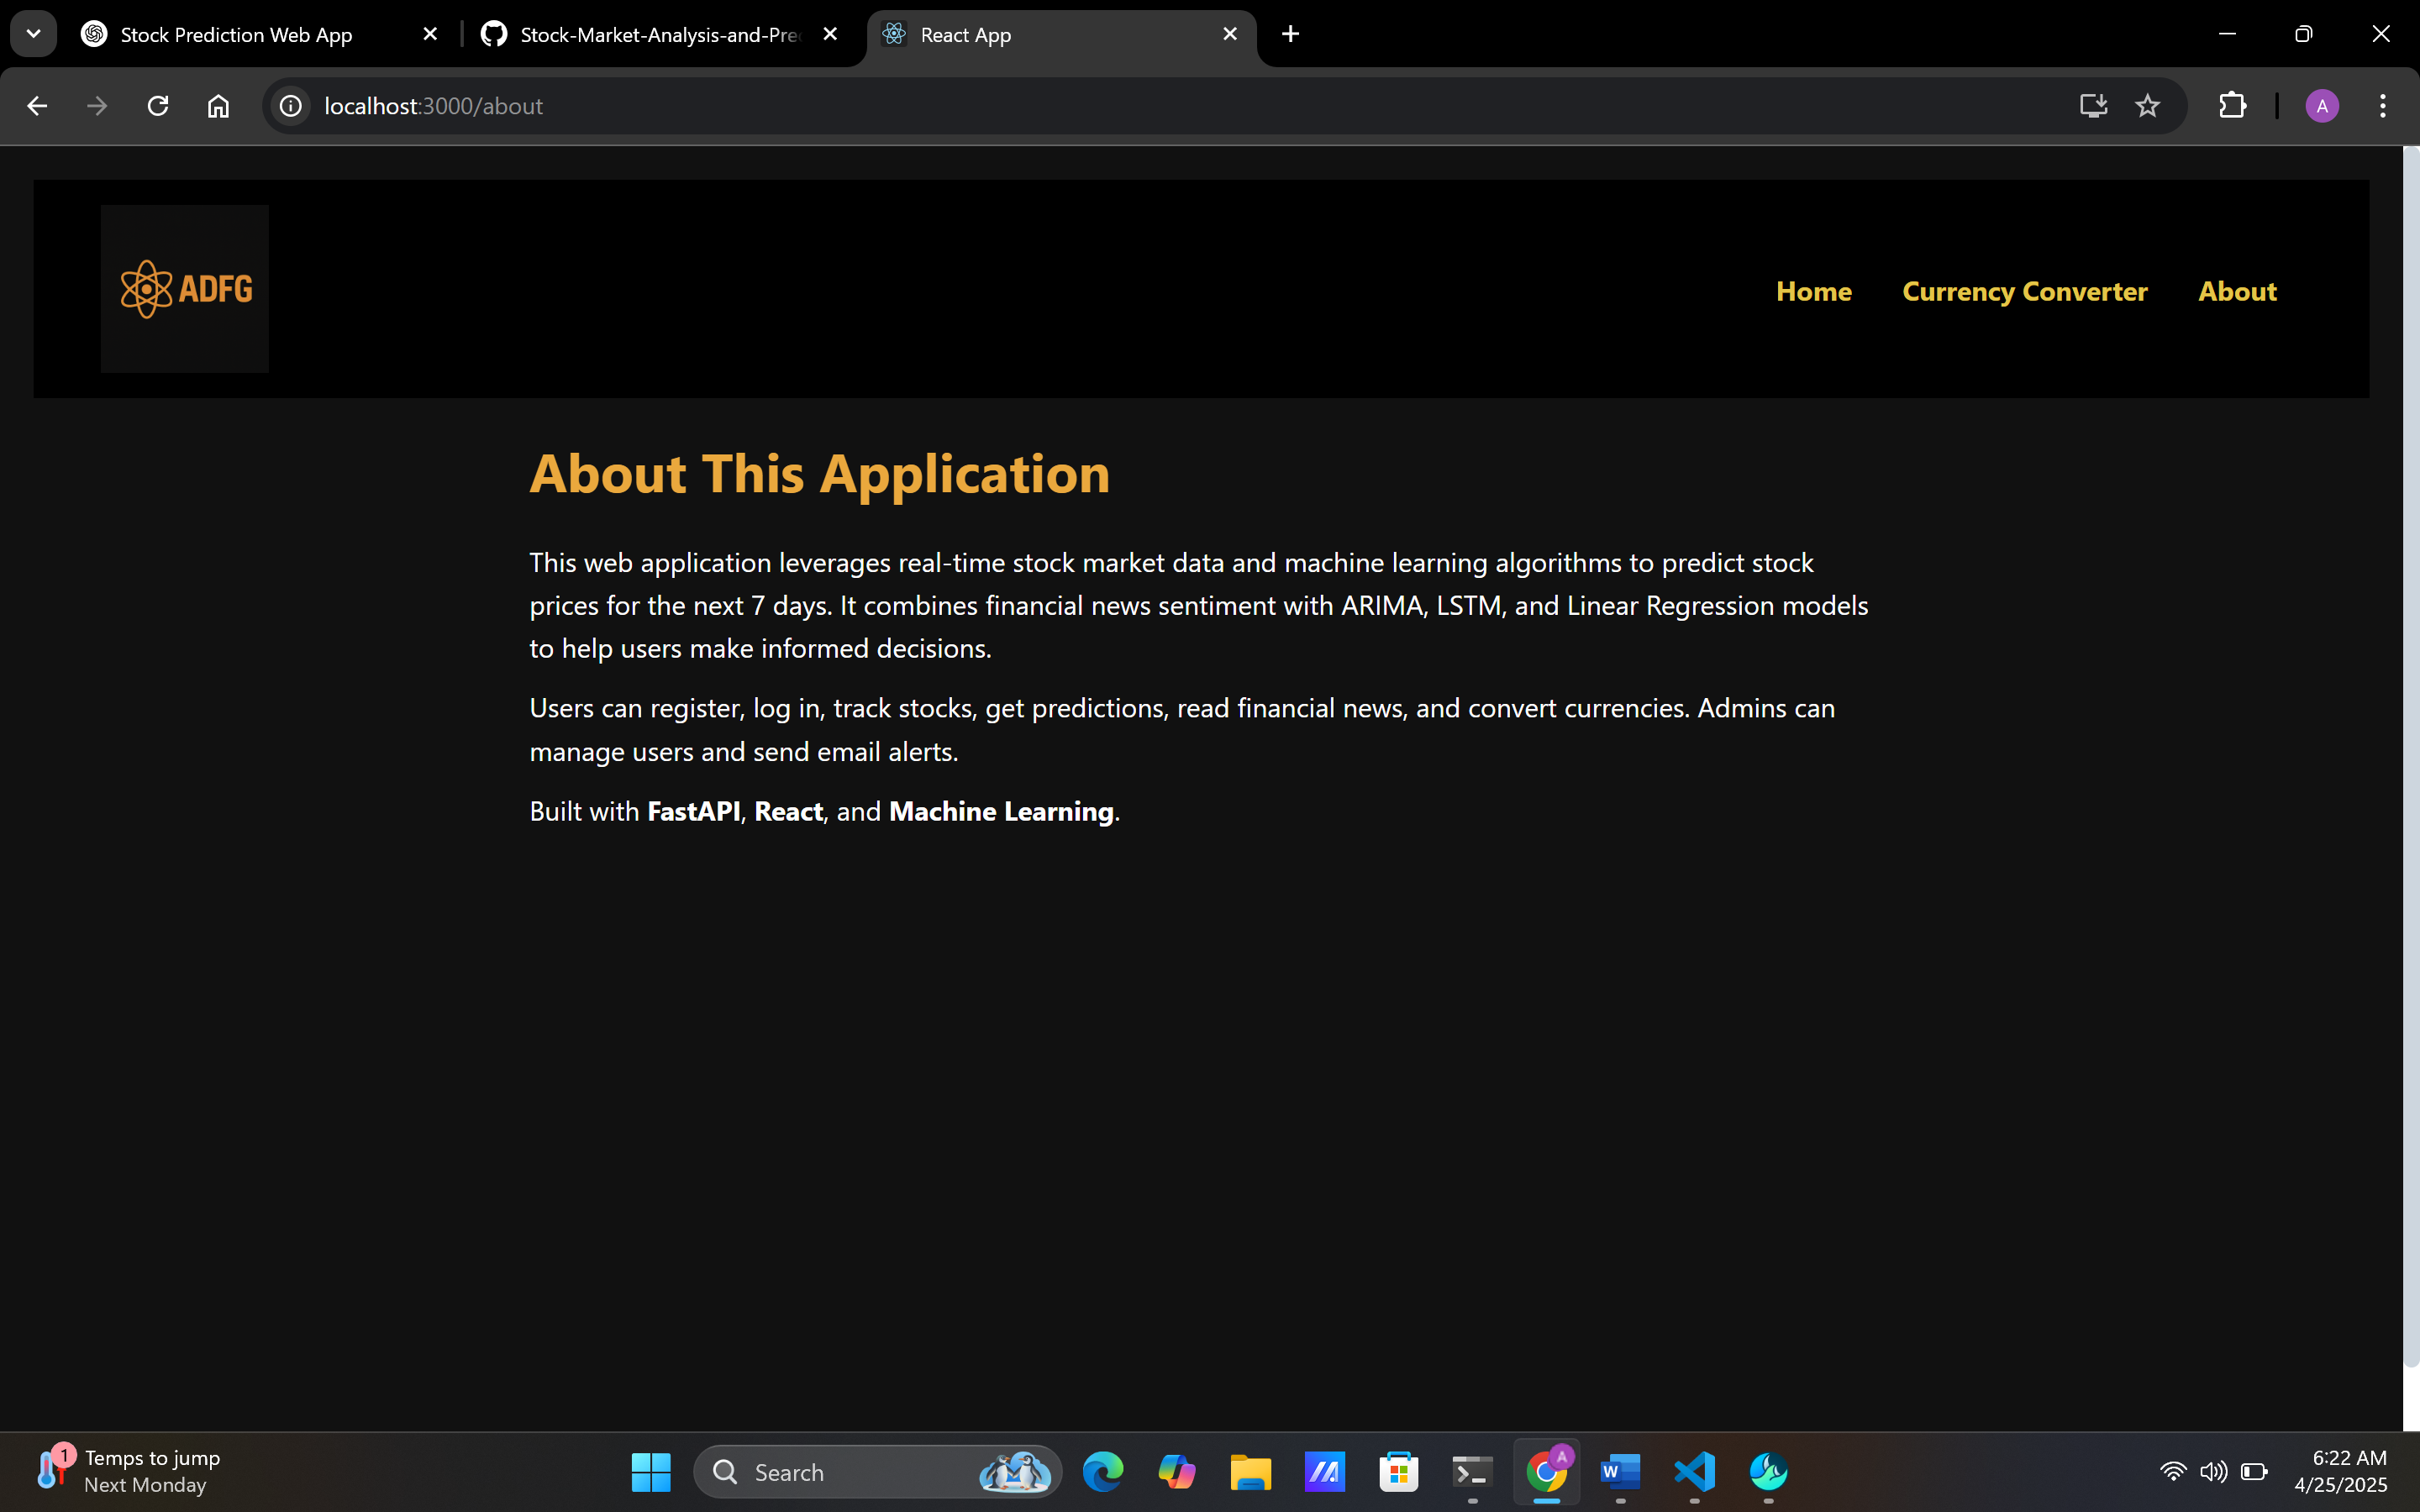 Stock Prediction Web App
Stock-Market-Analysis-and-Pre
React App
localhost:3000/about
A
ADFG
Home
Currency Converter
About
About This Application
This web application leverages real-time stock market data and machine learning algorithms to predict stock
prices for the next 7 days. It combines financial news sentiment with ARIMA, LSTM, and Linear Regression models
to help users make informed decisions.
Users can register, log in, track stocks, get predictions, read financial news, and convert currencies. Admins can
manage users and send email alerts.
Built with FastAPI, React, and Machine Learning.
1
Temps to jump
Next Monday
Search
A
W
6:22 AM
4/25/2025